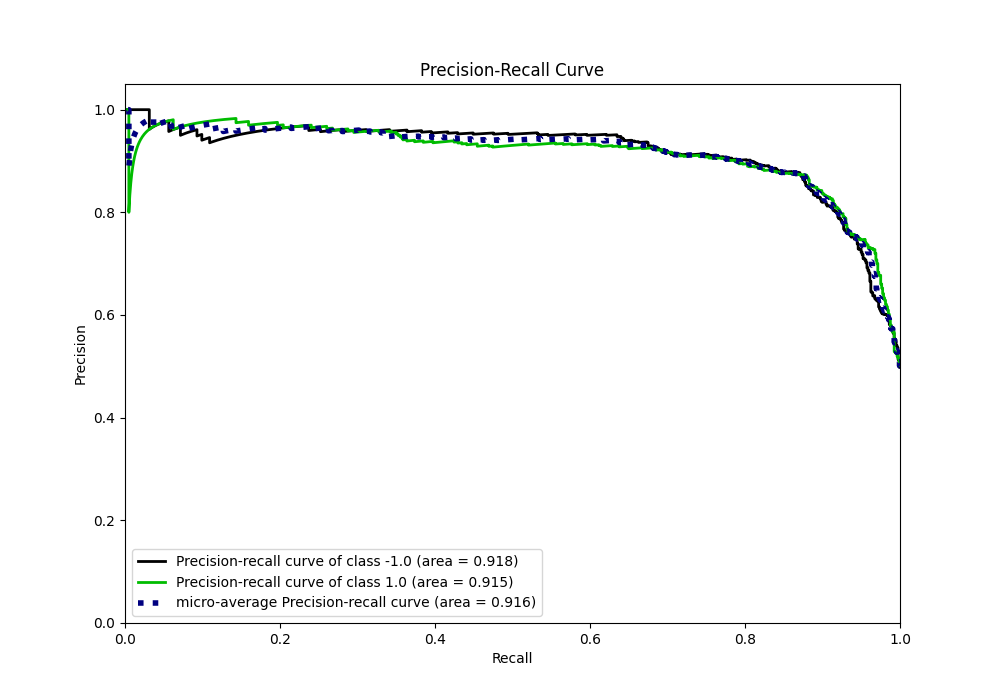 Precision-Recall Curve
1.0
0.8
0.6
0.4
0.2
0.0
Precision
Precision-recall curve of class -1.0 (area = 0.918)
Precision-recall curve of class 1.0 (area = 0.915)
micro-average Precision-recall curve (area = 0.916)
0.0 0.2 0.4 0.6 0.8 1.0
Recall